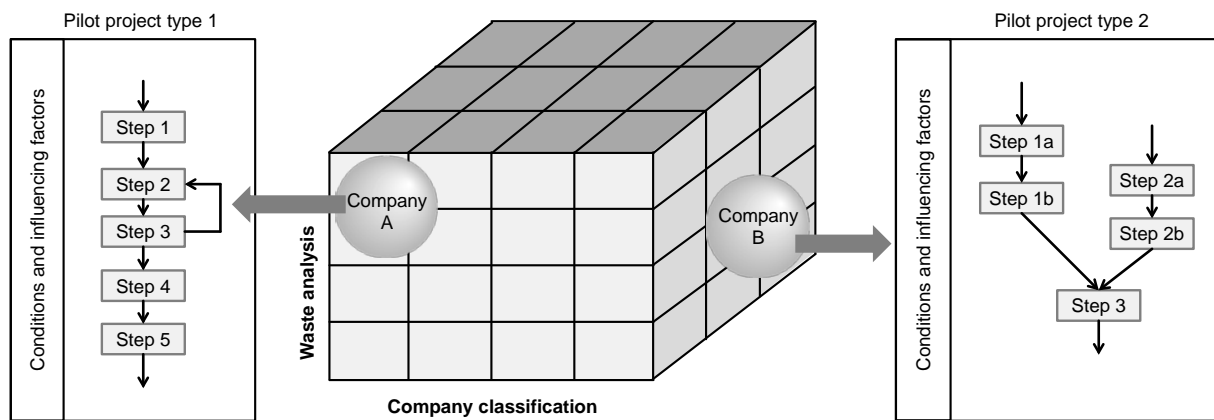 Pilot project type 1
Conditions and influencing factors
Step 1
Step 2
Step 3
Step 4
Step 5
Company
A
Waste analysis
Company classification
Company
B
Pilot project type 2
Conditions and influencing factors
Step 1a
Step 1b
Step 2a
Step 2b
Step 3